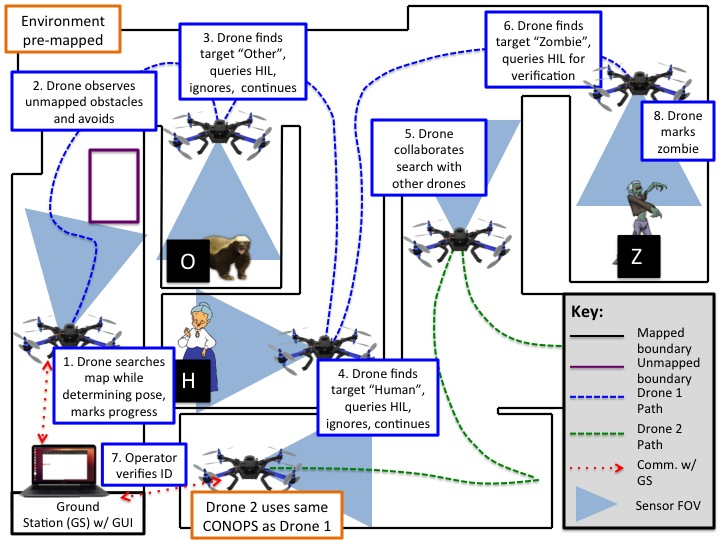 Environment
pre-mapped
2. Drone observes
unmapped obstacles
and avoids
3. Drone finds
target “Other”,
queries HIL,
ignores, continues
6. Drone finds
target “Zombie”,
queries HIL for
verification
8. Drone
marks
zombie
5. Drone
collaborates
search with
other drones
O
Z
H
1. Drone searches
map while
determining pose,
marks progress
4. Drone finds
target “Human”,
queries HIL,
ignores, continues
7. Operator
verifies ID
Ground
Station (GS) w/ GUI
Drone 2 uses same
CONOPS as Drone 1
Key:
Mapped
boundary
Unmapped
boundary
Drone 1
Path
Drone 2
Path
Comm. w/
GS
Sensor FOV